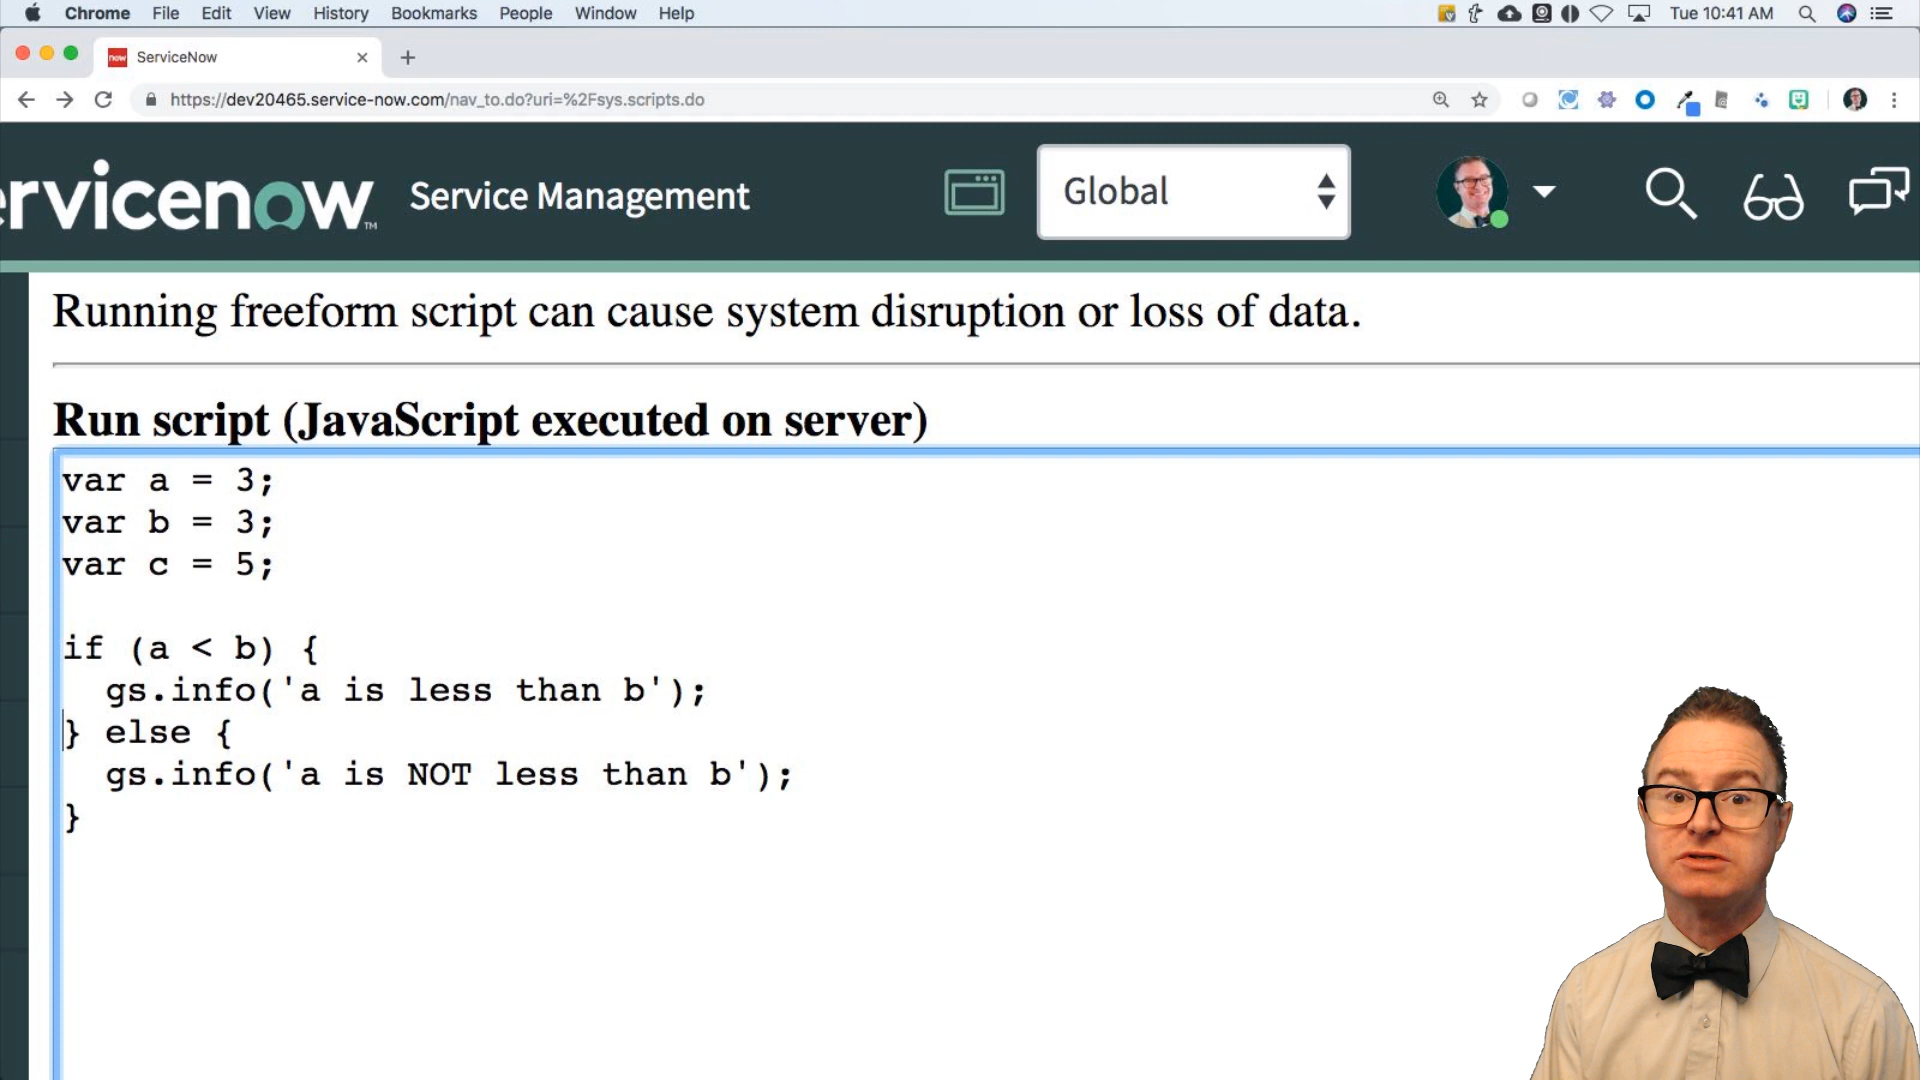 Chrome File Edit View History Bookmarks People Window Help Tue 10:41 AM
now ServiceNow
https://dev20465.service-now.com/nav_to.do?uri=%2Fsys.scripts.do
ervicenow™ Service Management Global
Running freeform script can cause system disruption or loss of data.
Run script (JavaScript executed on server)
var a = 3;
var b = 3;
var c = 5;
if (a < b) {
  gs.info('a is less than b');
} else {
  gs.info('a is NOT less than b');
}